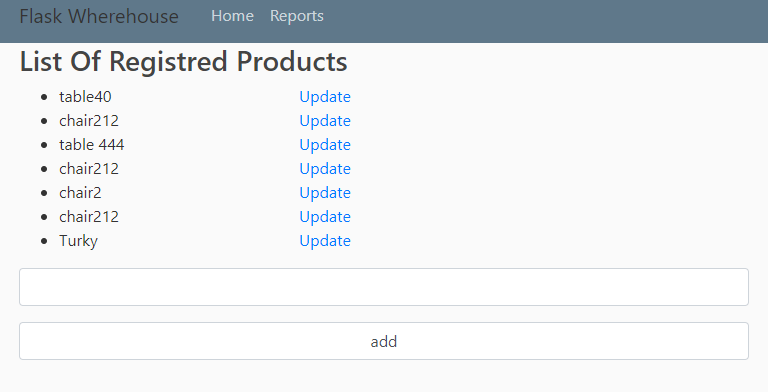 Flask Wherehouse Home Reports
List Of Registred Products
table40 Update
chair212 Update
table 444 Update
chair212 Update
chair2 Update
chair212 Update
Turky Update
add